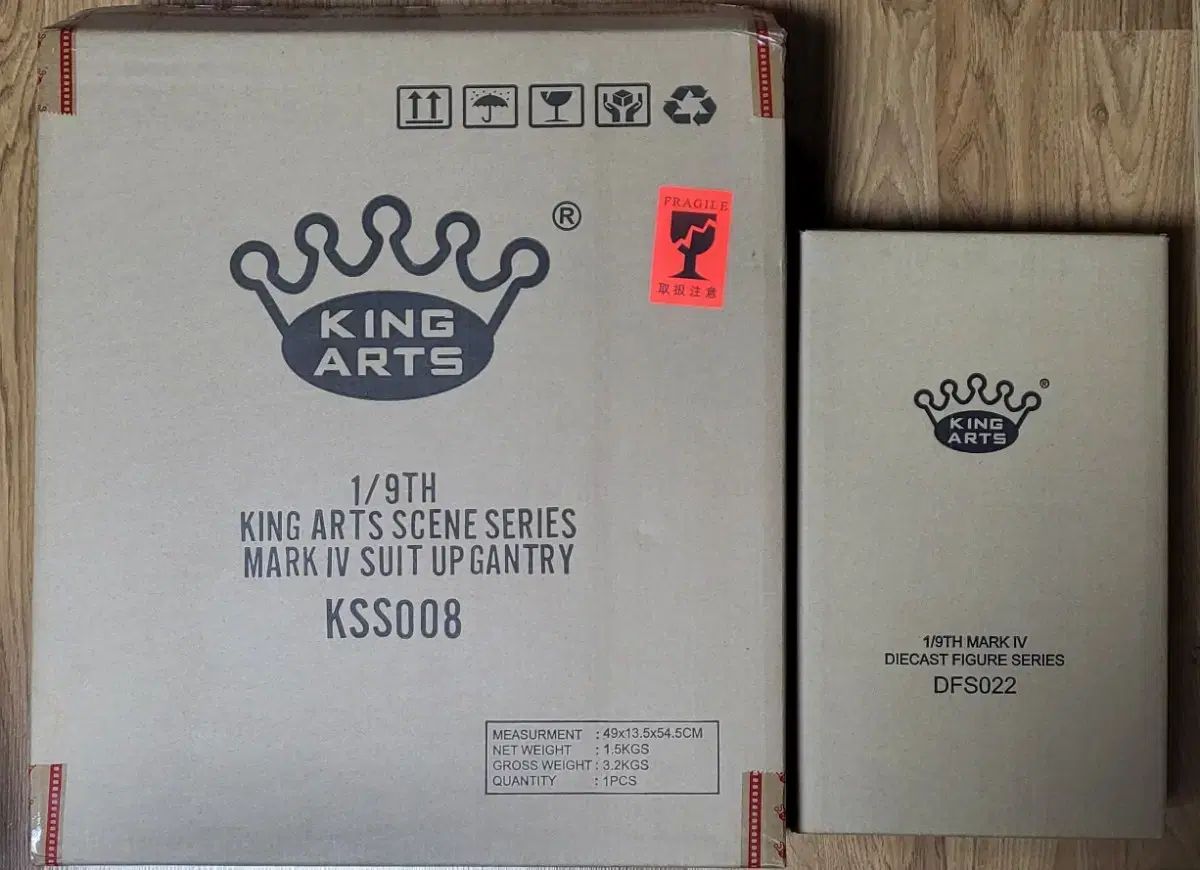 ®
FRAGILE
取扱注意
KING
ARTS
1/9TH
KING ARTS SCENE SERIES
MARK IV SUIT UP GANTRY
KSS008
MEASURMENT : 49x13.5x54.5CM
NET WEIGHT : 1.5KGS
GROSS WEIGHT : 3.2KGS
QUANTITY : 1PCS
®
KING
ARTS
1/9TH MARK IV
DIECAST FIGURE SERIES
DFS022